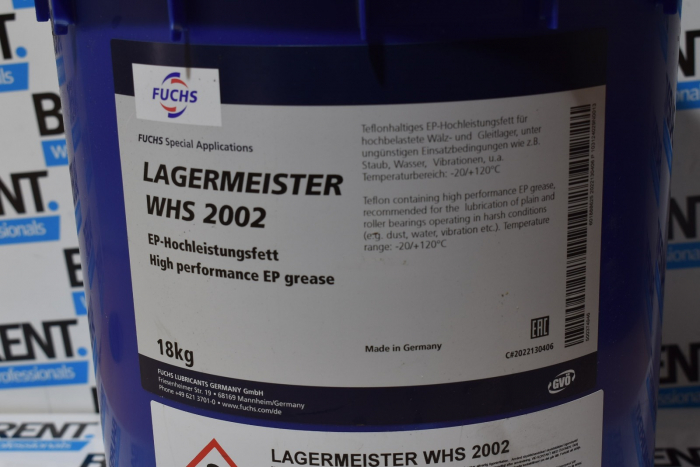 FUCHS
FUCHS Special Applications
LAGERMEISTER
WHS 2002
EP-Hochleistungsfett
High performance EP grease
18kg
Teflonhaltiges EP-Hochleistungsfett für
hochbelastete Wälz- und Gleitlager, unter
ungünstigen Einsatzbedingungen wie z.B.
Staub, Wasser, Vibrationen, u.a.
Temperaturbereich: -20/+120°C
Teflon containing high performance EP grease,
recommended for the lubrication of plain and
roller bearings operating in harsh conditions
(e.g. dust, water, vibration etc.). Temperature
range: -20/+120°C
Made in Germany
EAC
C#2022130406
FUCHS LUBRICANTS GERMANY GmbH
Friesenheimer Str. 19 • 68169 Mannheim/Germany
Phone +49 621 3701-0 • www.fuchs.com/de
GVÖ
LAGERMEISTER WHS 2002
RENT.
RENT.
ofessionals
RENT.
professionals